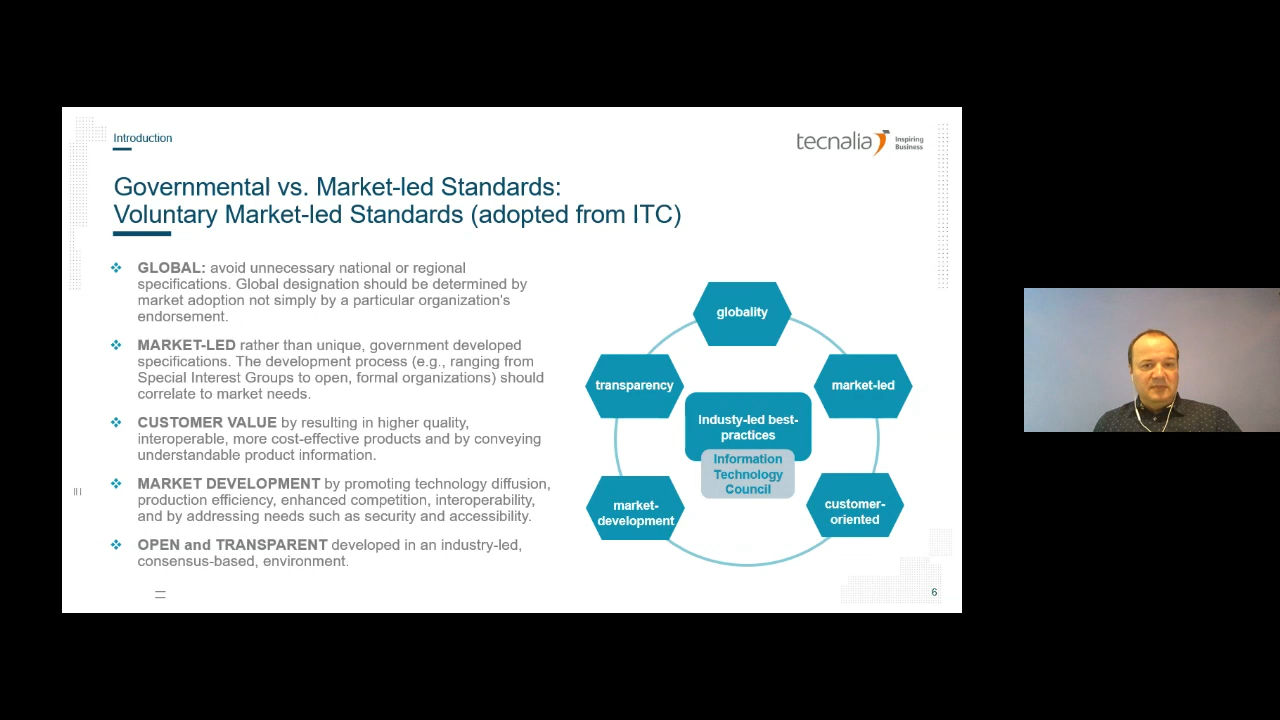 Introduction
tecnalia
Inspiring
Business
Governmental vs. Market-led Standards:
Voluntary Market-led Standards (adopted from ITC)
GLOBAL: avoid unnecessary national or regional
specifications. Global designation should be determined by
market adoption not simply by a particular organization's
endorsement.
MARKET-LED rather than unique, government developed
specifications. The development process (e.g., ranging from
Special Interest Groups to open, formal organizations) should
correlate to market needs.
CUSTOMER VALUE by resulting in higher quality,
interoperable, more cost-effective products and by conveying
understandable product information.
MARKET DEVELOPMENT by promoting technology diffusion,
production efficiency, enhanced competition, interoperability,
and by addressing needs such as security and accessibility.
OPEN and TRANSPARENT developed in an industry-led,
consensus-based, environment.
globality
transparency
market-led
Industy-led best-
practices
Information
Technology
Council
market-
development
customer-
oriented
6